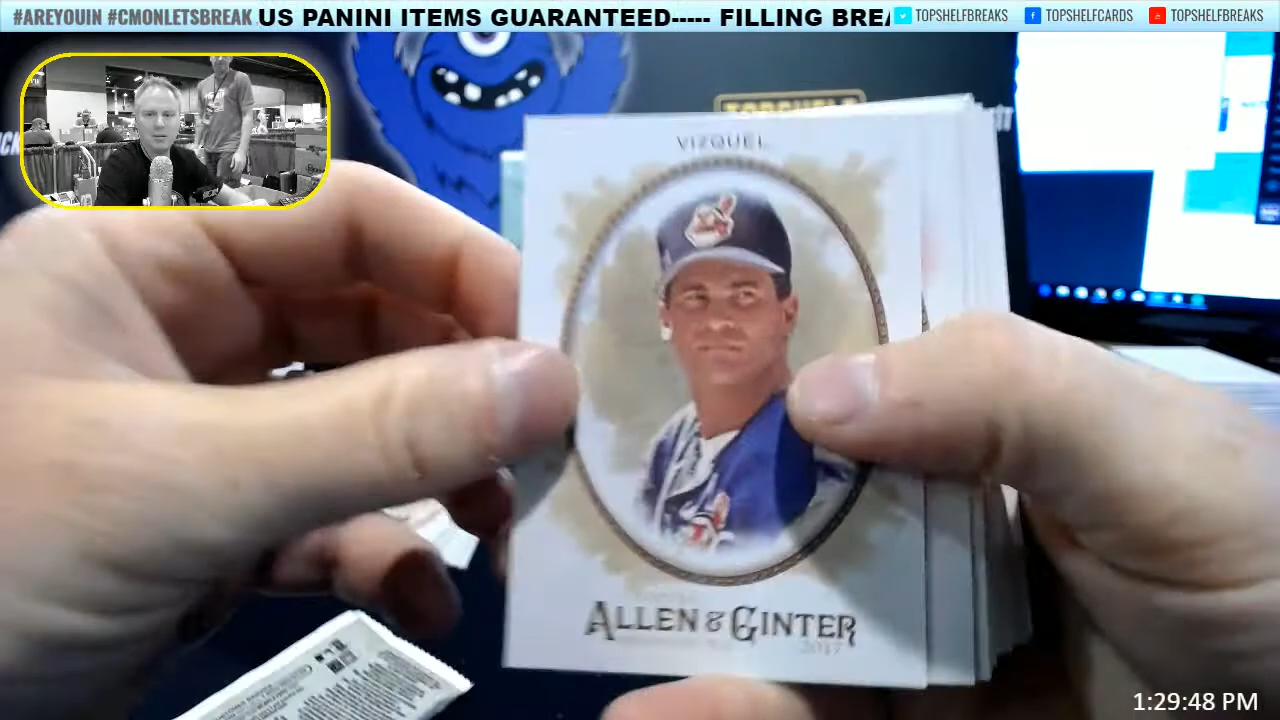 #AREYOUIN #CMONLETSBREAK
US PANINI ITEMS GUARANTEED----- FILLING BREA
TOPSHELFBREAKS
TOPSHELFCARDS
TOPSHELFBREAKS
VIZQUEL
ALLEN & GINTER
2017
1:29:48 PM